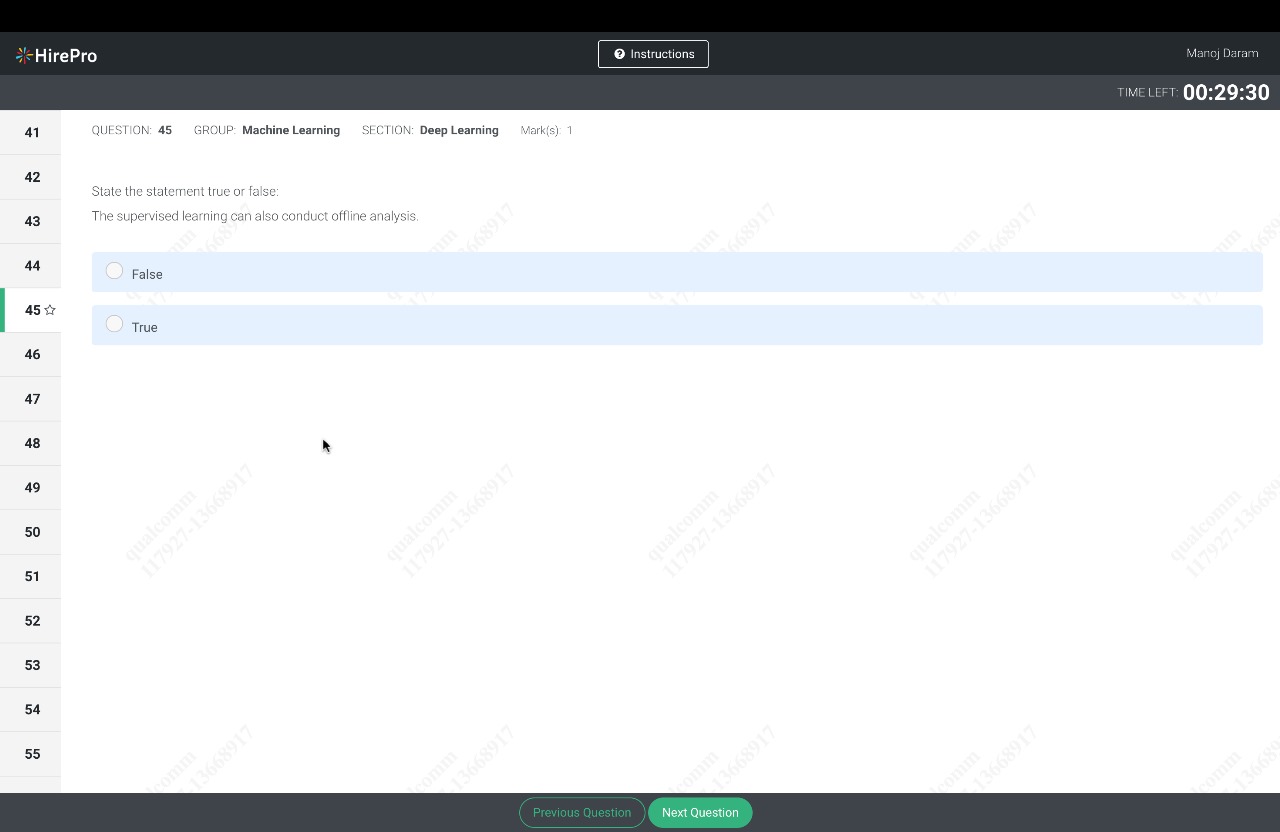 HirePro
Instructions
Manoj Daram
TIME LEFT: 00:29:30
QUESTION: 45 GROUP: Machine Learning SECTION: Deep Learning Mark(s): 1
State the statement true or false:
The supervised learning can also conduct offline analysis.
False
True
41
42
43
44
45
46
47
48
49
50
51
52
53
54
55
qualcomm
117927-13668917
Previous Question
Next Question